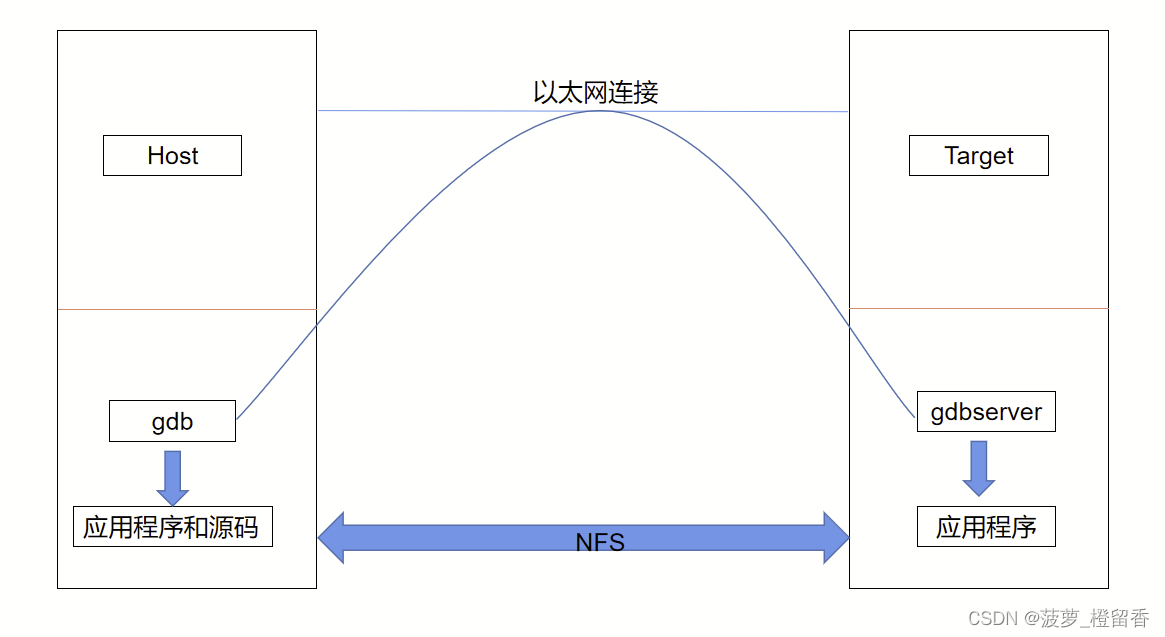 以太网连接
Host
Target
gdb
gdbserver
应用程序和源码
应用程序
NFS
CSDN @菠萝_橙留香